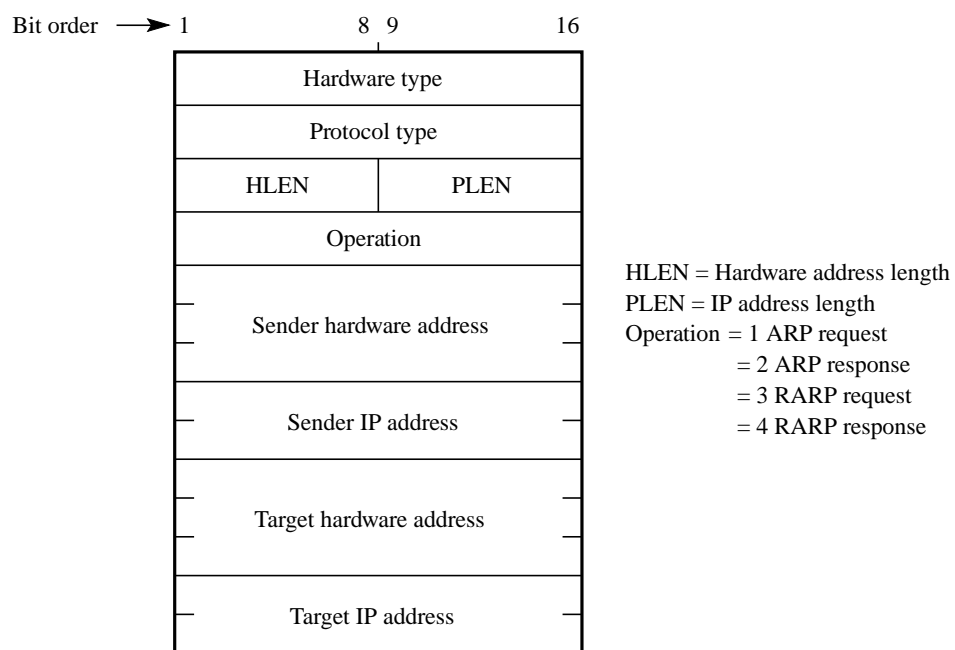 Bit order 1 8 9 16
Hardware type
Protocol type
HLEN PLEN
Operation
Sender hardware address
Sender IP address
Target hardware address
Target IP address
HLEN = Hardware address length
PLEN = IP address length
Operation = 1 ARP request
= 2 ARP response
= 3 RARP request
= 4 RARP response